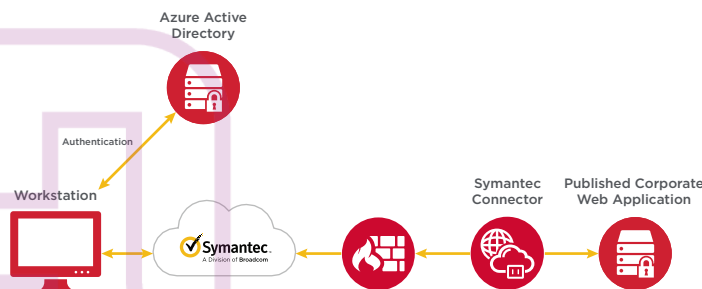 Azure Active
Directory
Authentication
Workstation
Symantec
Connector
Published Corporate
Web Application
Symantec.
A Division of Broadcom